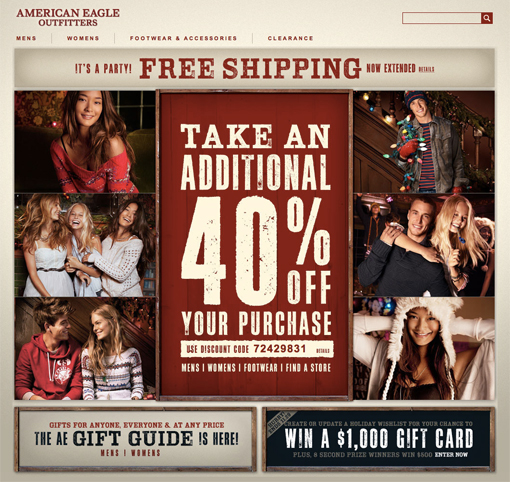 AMERICAN EAGLE
OUTFITTERS
MENS
WOMENS
FOOTWEAR & ACCESSORIES
CLEARANCE
IT'S A PARTY! FREE SHIPPING NOW EXTENDED DETAILS
TAKE AN
ADDITIONAL
40% OFF
YOUR PURCHASE
USE DISCOUNT CODE 72429831 DETAILS
MENS | WOMENS | FOOTWEAR | FIND A STORE
GIFTS FOR ANYONE, EVERYONE & AT ANY PRICE
THE AE GIFT GUIDE IS HERE!
MENS | WOMENS
CREATE OR UPDATE A HOLIDAY WISHLIST FOR YOUR CHANCE TO
WIN A $1,000 GIFT CARD
PLUS, 8 SECOND PRIZE WINNERS WIN $500 ENTER NOW